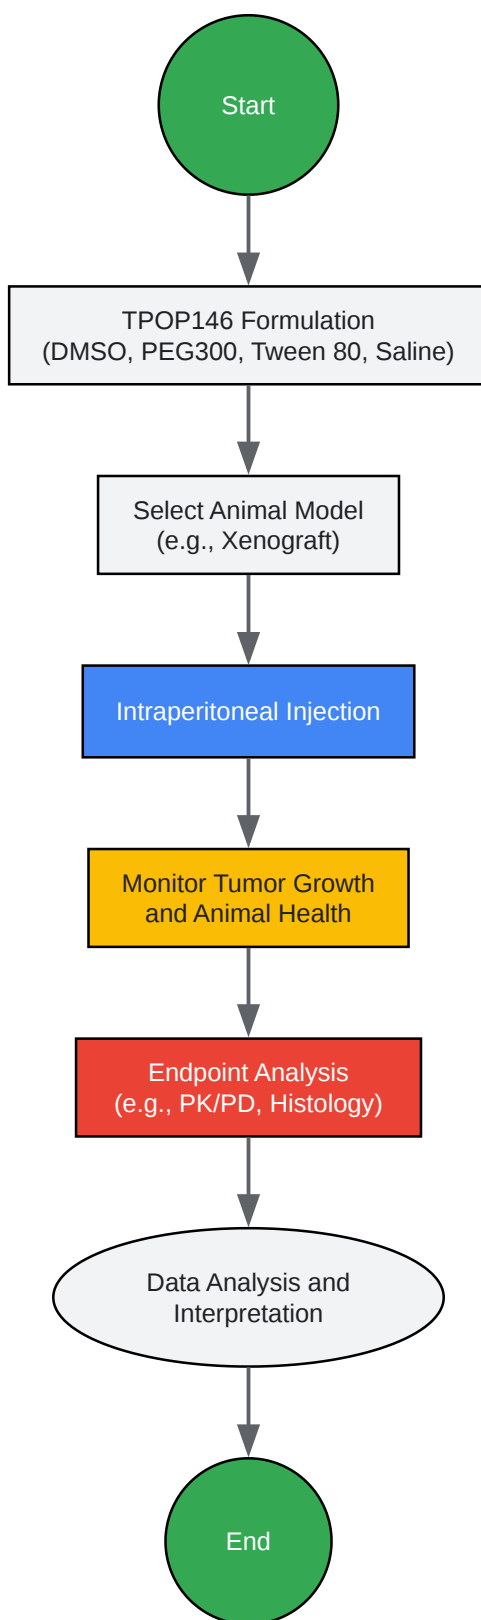 Start
TPOP146 Formulation
(DMSO, PEG300, Tween 80, Saline)
Select Animal Model
(e.g., Xenograft)
Intraperitoneal Injection
Monitor Tumor Growth
and Animal Health
Endpoint Analysis
(e.g., PK/PD, Histology)
Data Analysis and
Interpretation
End